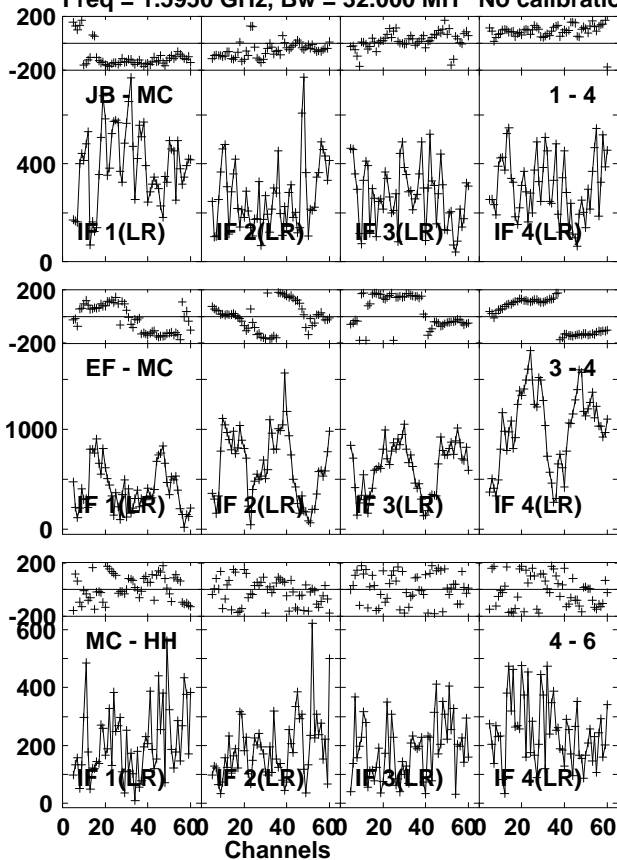 Freq = 1.5950 GHz, Bw = 32.000 MH No calibratio
200
-200
JB - MC
1 - 4
400
0
IF 1(LR) IF 2(LR) IF 3(LR) IF 4(LR)
200
-200
EF - MC
3 - 4
1000
0
IF 1(LR) IF 2(LR) IF 3(LR) IF 4(LR)
200
-200
MC - HH
4 - 6
600
400
200
0
IF 1(LR) IF 2(LR) IF 3(LR) IF 4(LR)
0 20 40 60 0 20 40 60 0 20 40 60 0 20 40 60
Channels